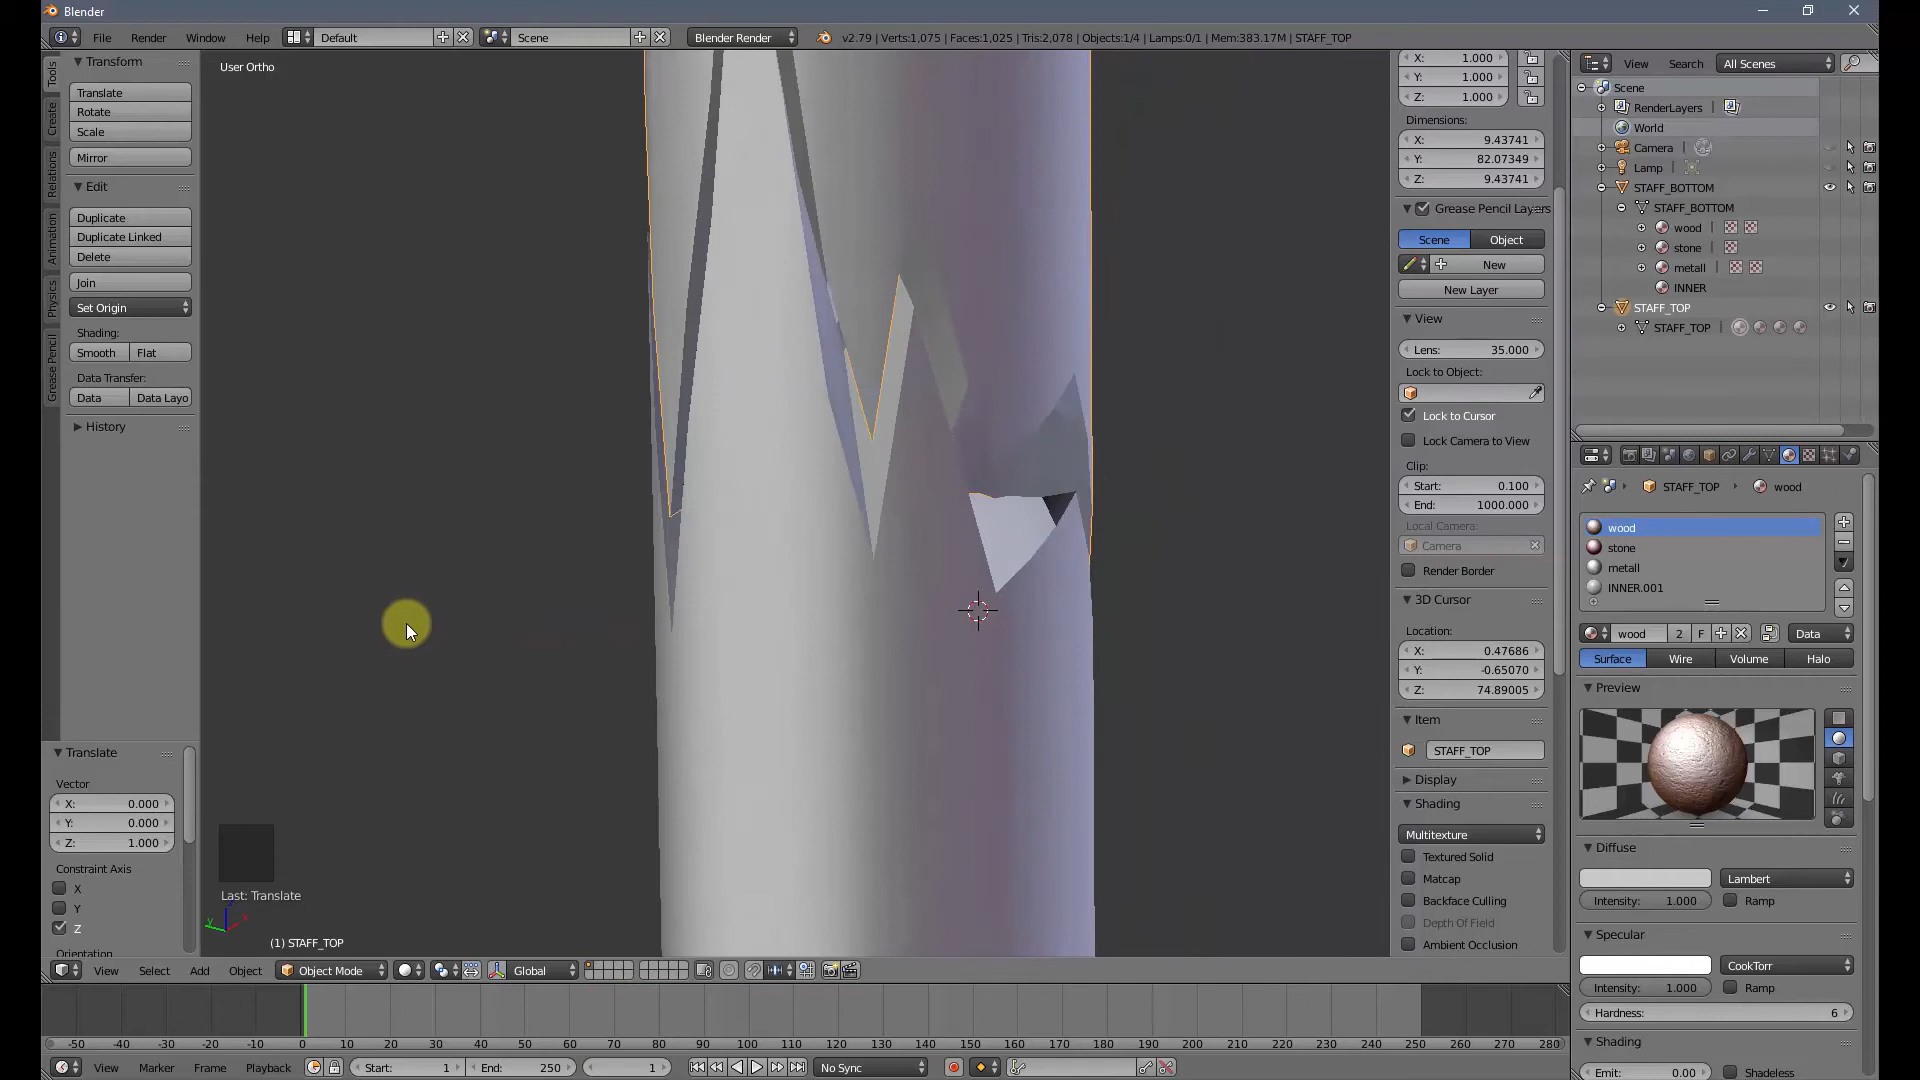 Blender
File Render Window Help Default Scene Blender Render v2.79 | Verts:1,075 | Faces:1,025 | Tris:2,078 | Objects:1/4 | Lamps:0/1 | Mem:383.17M | STAFF_TOP
Tools
Create
Relations
Animation
Physics
Grease Pencil
Transform
Translate
Rotate
Scale
Mirror
Edit
Duplicate
Duplicate Linked
Delete
Join
Set Origin
Shading:
Smooth Flat
Data Transfer:
Data Data Layo
History
Translate
Vector
X: 0.000
Y: 0.000
Z: 1.000
Constraint Axis
X
Y
Z
Orientation
User Ortho
Last: Translate
(1) STAFF_TOP
X: 1.000
Y: 1.000
Z: 1.000
Dimensions:
X: 9.43741
Y: 82.07349
Z: 9.43741
Grease Pencil Layers
Scene Object
New
New Layer
View
Lens: 35.000
Lock to Object:
Lock to Cursor
Lock Camera to View
Clip:
Start: 0.100
End: 1000.000
Local Camera:
Camera
Render Border
3D Cursor
Location:
X: 0.47686
Y: -0.65070
Z: 74.89005
Item
STAFF_TOP
Display
Shading
Multitexture
Textured Solid
Matcap
Backface Culling
Depth Of Field
Ambient Occlusion
View Search All Scenes
Scene
RenderLayers
World
Camera
Lamp
STAFF_BOTTOM
STAFF_BOTTOM
wood
stone
metall
INNER
STAFF_TOP
STAFF_TOP
STAFF_TOP wood
wood
stone
metall
INNER.001
wood 2 F Data
Surface Wire Volume Halo
Preview
Diffuse
Lambert
Intensity: 1.000 Ramp
Specular
CookTorr
Intensity: 1.000 Ramp
Hardness: 6
Shading
Emit: 0.00 Shadeless
View Select Add Object Object Mode Global
-50 -40 -30 -20 -10 0 10 20 30 40 50 60 70 80 90 100 110 120 130 140 150 160 170 180 190 200 210 220 230 240 250 260 270 280
View Marker Frame Playback Start: 1 End: 250 1 No Sync